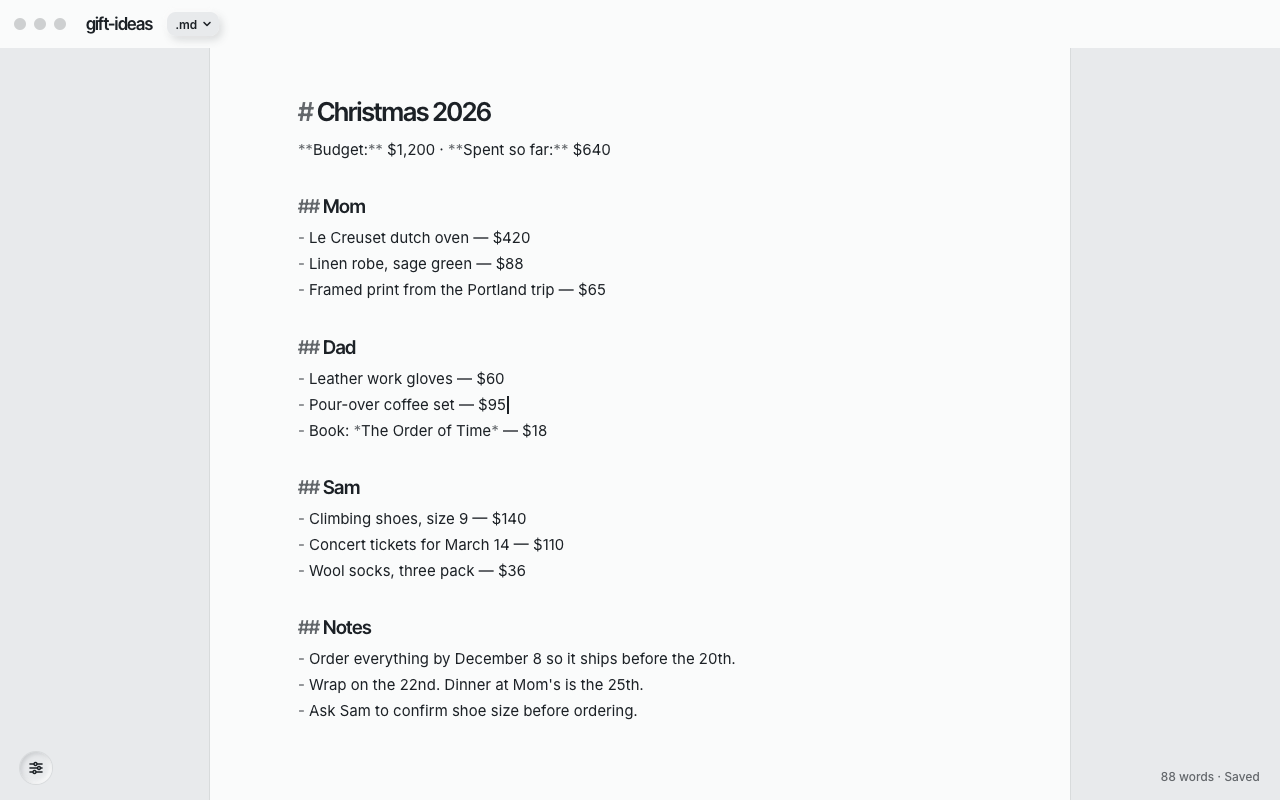 gift-ideas .md
# Christmas 2026
**Budget:** $1,200 · **Spent so far:** $640
## Mom
- Le Creuset dutch oven — $420
- Linen robe, sage green — $88
- Framed print from the Portland trip — $65
## Dad
- Leather work gloves — $60
- Pour-over coffee set — $95
- Book: *The Order of Time* — $18
## Sam
- Climbing shoes, size 9 — $140
- Concert tickets for March 14 — $110
- Wool socks, three pack — $36
## Notes
- Order everything by December 8 so it ships before the 20th.
- Wrap on the 22nd. Dinner at Mom's is the 25th.
- Ask Sam to confirm shoe size before ordering.
88 words · Saved